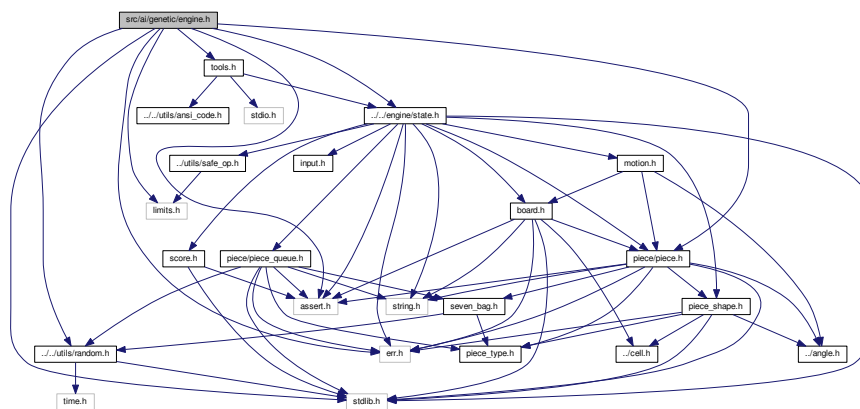 src/ai/genetic/engine.h
tools.h
../../utils/ansi_code.h
stdio.h
../../engine/state.h
../utils/safe_op.h
input.h
motion.h
limits.h
board.h
score.h
piece/piece_queue.h
piece/piece.h
assert.h
string.h
seven_bag.h
piece_shape.h
../../utils/random.h
err.h
piece_type.h
../cell.h
../angle.h
time.h
stdlib.h